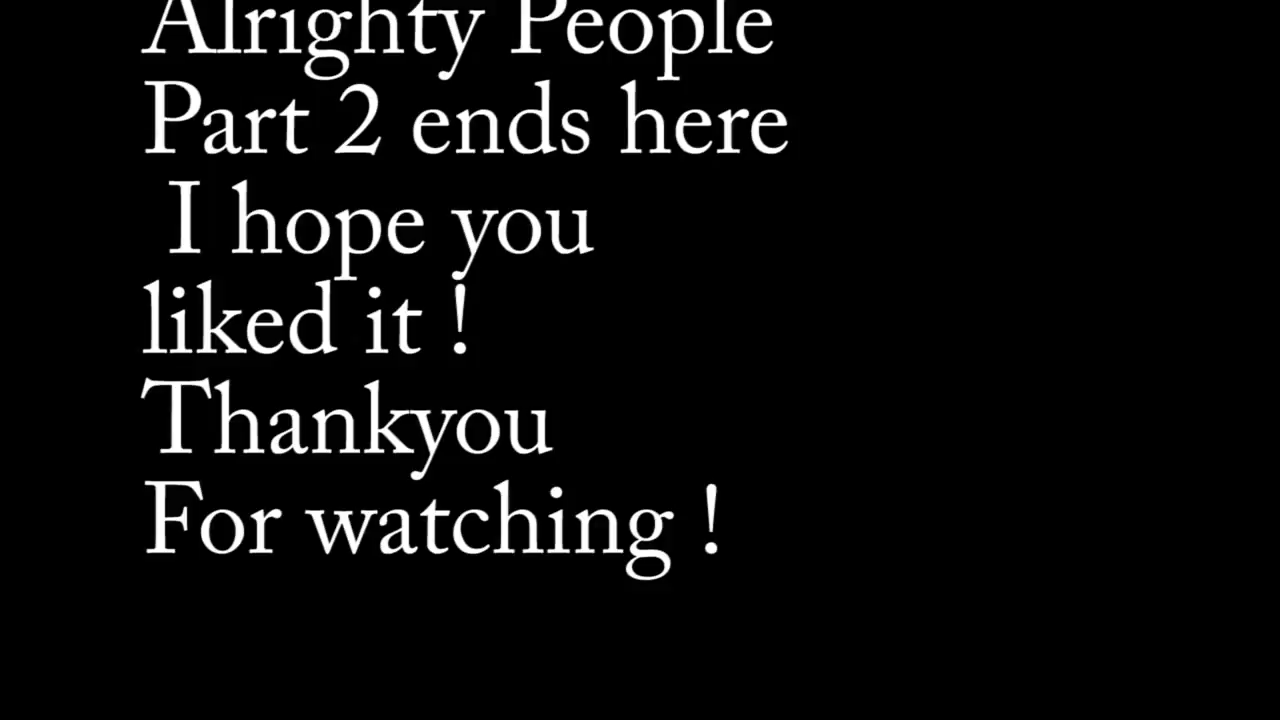 Alrighty People
Part 2 ends here
I hope you
liked it !
Thankyou
For watching !